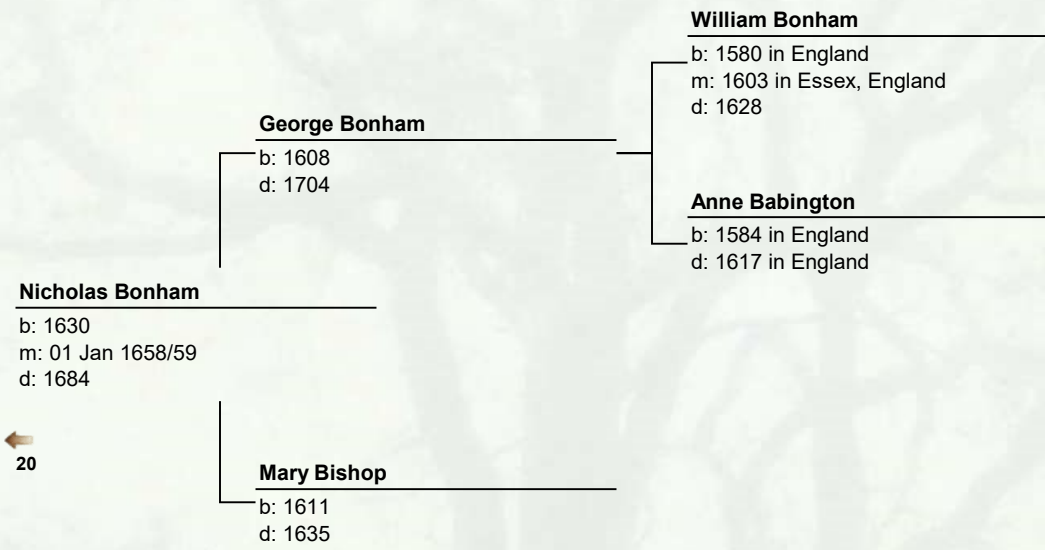 William Bonham
b: 1580 in England
m: 1603 in Essex, England
d: 1628
George Bonham
b: 1608
d: 1704
Anne Babington
b: 1584 in England
d: 1617 in England
Nicholas Bonham
b: 1630
m: 01 Jan 1658/59
d: 1684
20
Mary Bishop
b: 1611
d: 1635